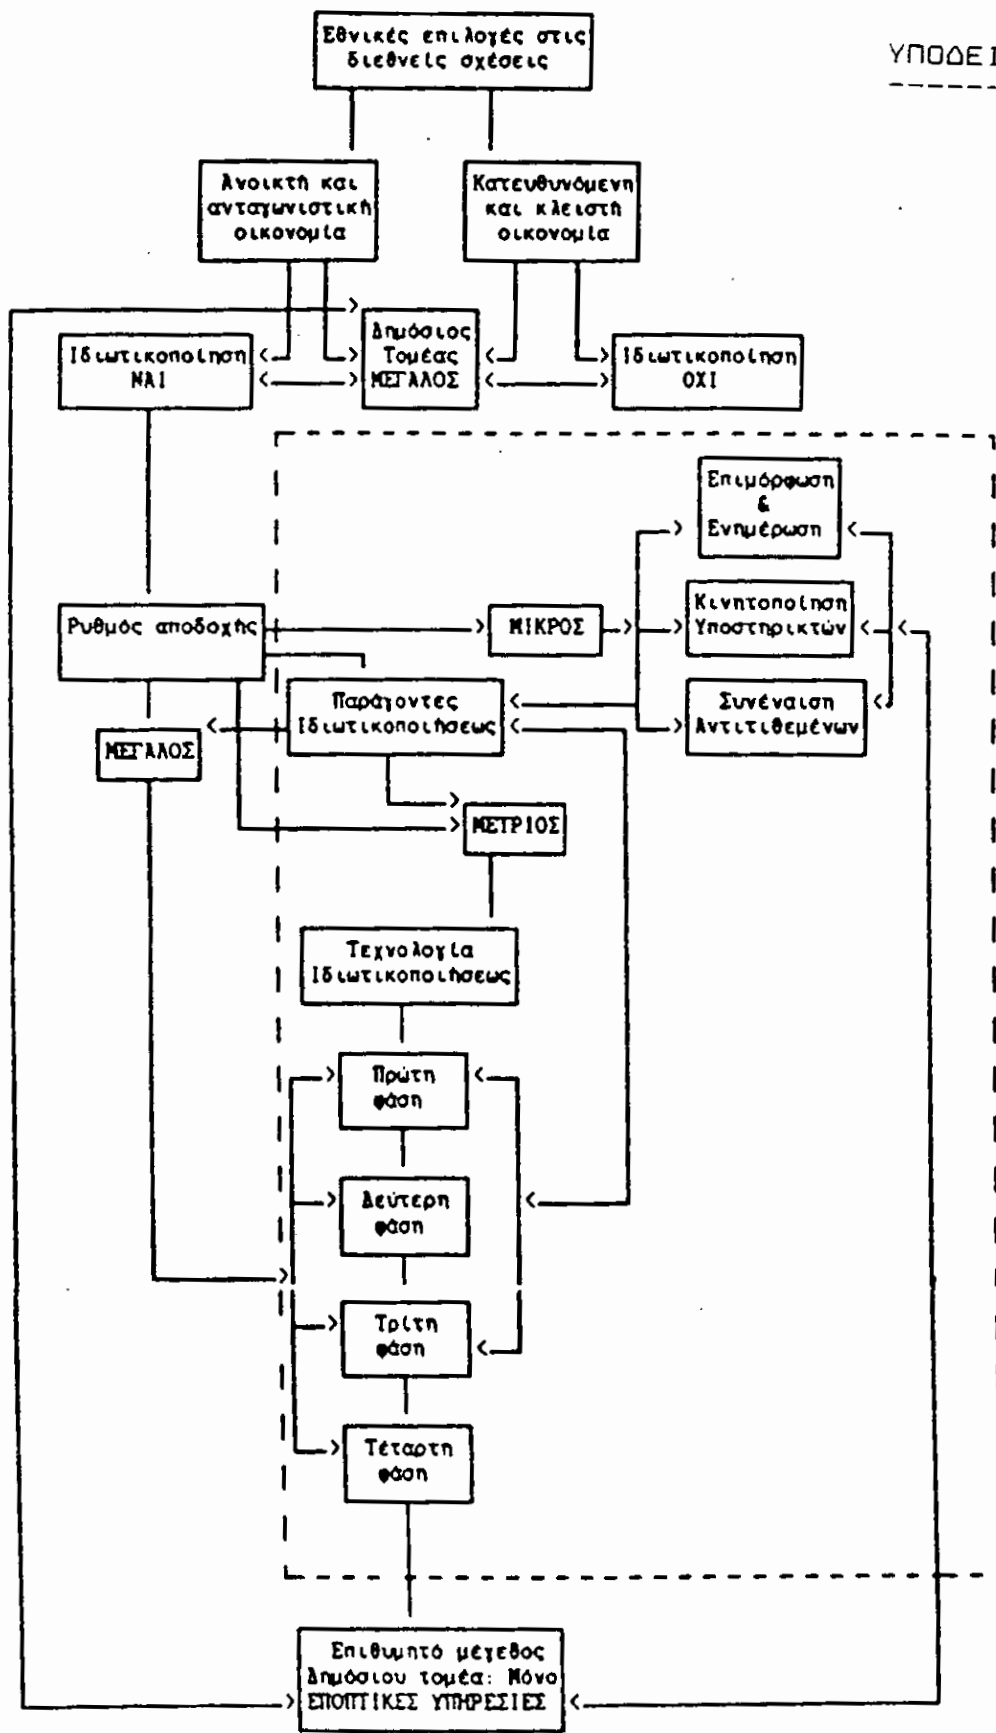 Εθνικές επιλογές στις
διεθνείς σχέσεις
ΥΠΟΔΕΙ
Ανοικτή και
ανταγωνιστική
οικονομία
Κατευθυνόμενη
και κλειστή
οικονομία
Ιδιωτικοποίηση
ΝΑΙ
Δημόσιος
Τομέας
ΜΕΓΑΛΟΣ
Ιδιωτικοποίηση
ΟΧΙ
Επιμόρφωση
&
Ενημέρωση
Ρυθμός αποδοχής
ΜΙΚΡΟΣ
Κινητοποίηση
Υποστηρικτών
Παράγοντες
Ιδιωτικοποιήσεως
Συνέναιση
Αντιτιθεμένων
ΜΕΓΑΛΟΣ
ΜΕΤΡΙΟΣ
Τεχνολογία
Ιδιωτικοποιήσεως
Πρώτη
φάση
Δεύτερη
φάση
Τρίτη
φάση
Τέταρτη
φάση
Επιθυμητό μέγεθος
Δημόσιου τομέα: Μόνο
ΕΠΟΠΤΙΚΕΣ ΥΠΗΡΕΣΙΕΣ